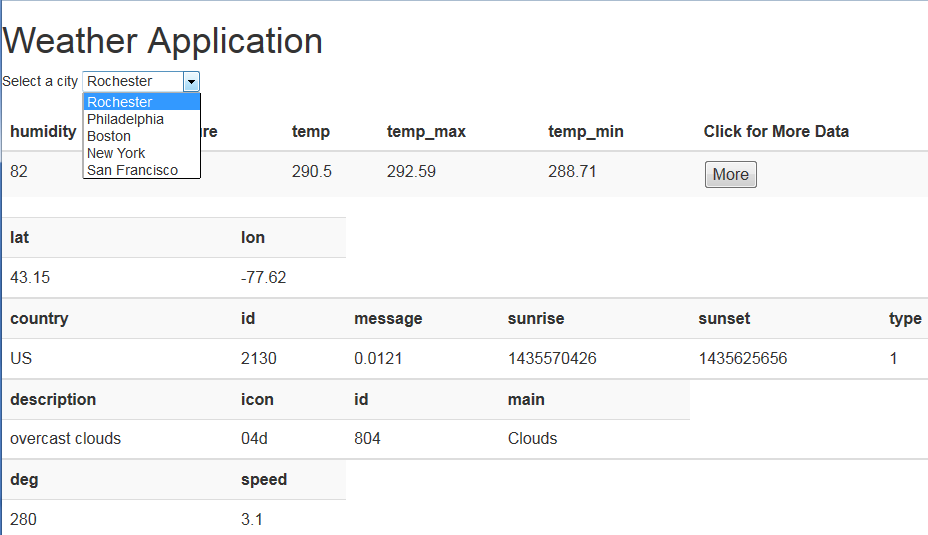 Weather Application
Select a city Rochester
Rochester
Philadelphia
Boston
New York
San Francisco
humidity temp temp_max temp_min Click for More Data
82 290.5 292.59 288.71 More
lat lon
43.15 -77.62
country id message sunrise sunset type
US 2130 0.0121 1435570426 1435625656 1
description icon id main
overcast clouds 04d 804 Clouds
deg speed
280 3.1